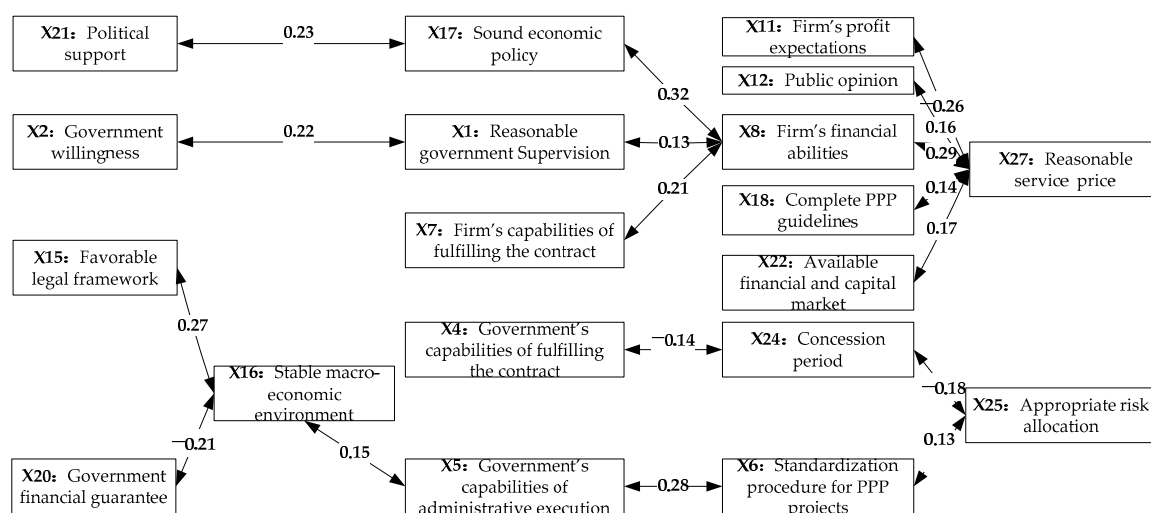 X21: Political
support
0.23
X17: Sound economic
policy
X11: Firm's profit
expectations
X12: Public opinion
0.32
−0.26
0.16
X2: Government
willingness
0.22
X1: Reasonable
government Supervision
0.13
X8: Firm's financial
abilities
0.29
X27: Reasonable
service price
0.21
X18: Complete PPP
guidelines
0.14
0.17
X7: Firm's capabilities of
fulfilling the contract
X15: Favorable
legal framework
X22: Available
financial and capital
market
0.27
X4: Government's
capabilities of fulfilling
the contract
−0.14
X24: Concession
period
X16: Stable macro-
economic
environment
−0.18
X25: Appropriate risk
allocation
−0.21
0.15
0.13
X20: Government
financial guarantee
X5: Government's
capabilities of
administrative execution
0.28
X6: Standardization
procedure for PPP
projects